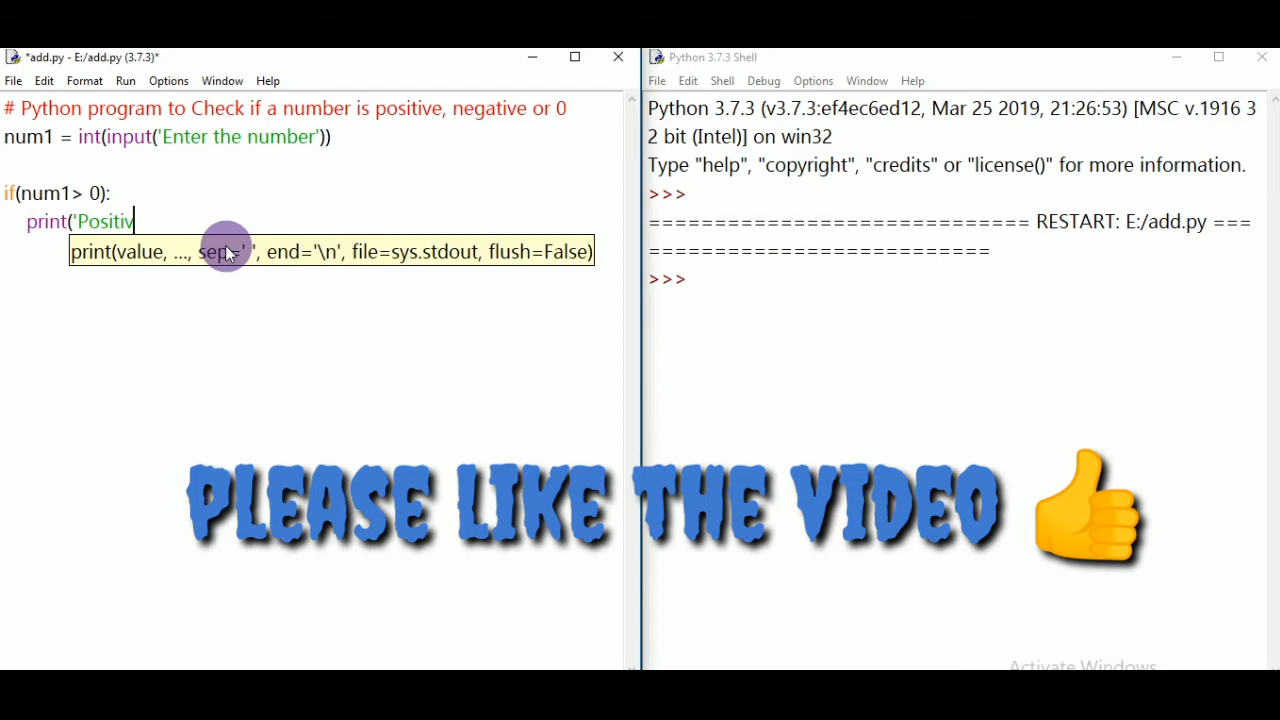 *add.py - E:/add.py (3.7.3)*
File Edit Format Run Options Window Help
# Python program to Check if a number is positive, negative or 0
num1 = int(input('Enter the number'))
if(num1> 0):
print('Positiv
print(value, ..., sep=' ', end='\n', file=sys.stdout, flush=False)
Python 3.7.3 Shell
File Edit Shell Debug Options Window Help
Python 3.7.3 (v3.7.3:ef4ec6ed12, Mar 25 2019, 21:26:53) [MSC v.1916 3
2 bit (Intel)] on win32
Type "help", "copyright", "credits" or "license()" for more information.
>>>
============================ RESTART: E:/add.py ===
=========================
>>>
PLEASE LIKE THE VIDEO
Activate Windows